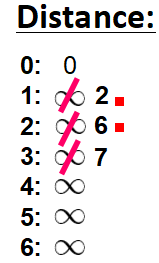 Distance:
0: 0
1: ∞ 2
2: ∞ 6
3: ∞ 7
4: ∞
5: ∞
6: ∞